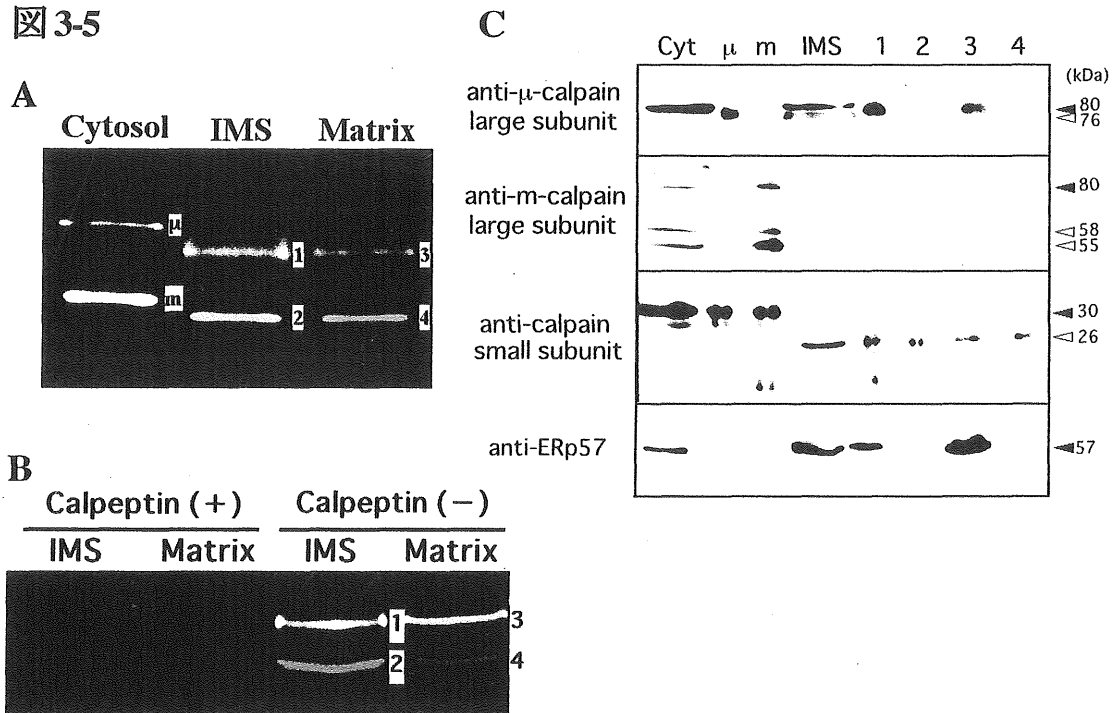 図 3-5
A
Cytosol IMS Matrix
μ
m
1
2
3
4
B
Calpeptin (+) Calpeptin (−)
IMS Matrix IMS Matrix
1
2
3
4
C
Cyt μ m IMS 1 2 3 4
(kDa)
anti-μ-calpain
large subunit
80
76
anti-m-calpain
large subunit
80
58
55
anti-calpain
small subunit
30
26
anti-ERp57
57